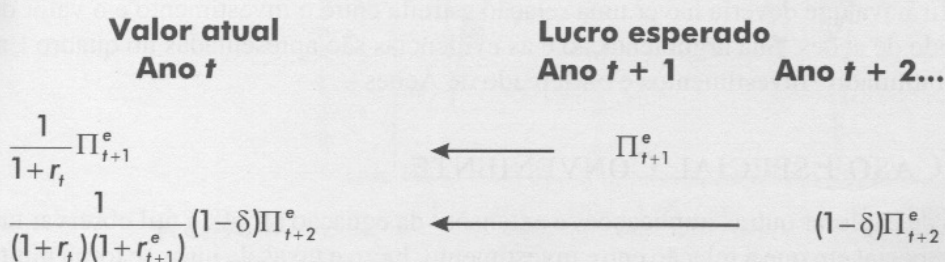 Valor atual Lucro esperado
Ano t Ano t + 1 Ano t + 2...
1/(1 + r_t) Π^e_{t+1} ← Π^e_{t+1}
1/((1 + r_t)(1 + r^e_{t+1})) (1 – δ)Π^e_{t+2} ← (1 – δ)Π^e_{t+2}